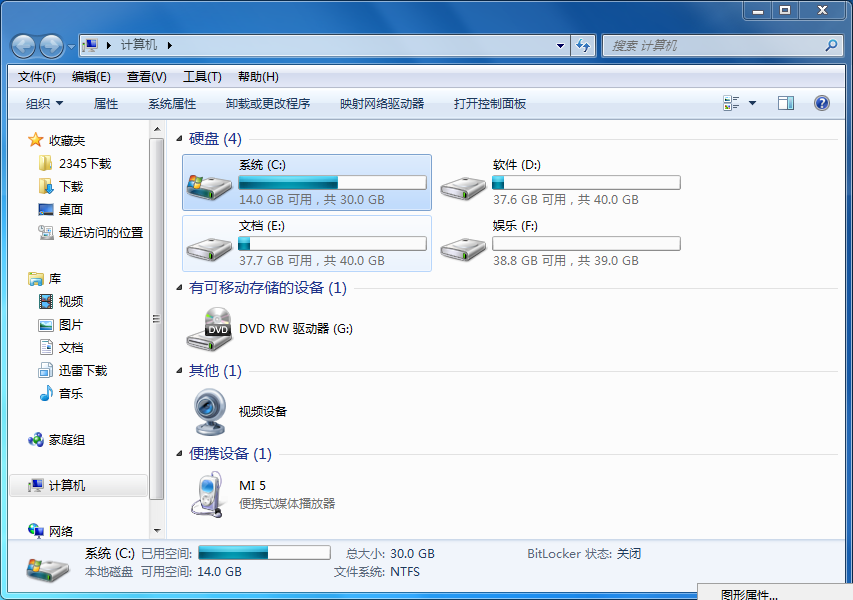 计算机
搜索 计算机
文件(F) 编辑(E) 查看(V) 工具(T) 帮助(H)
组织 属性 系统属性 卸载或更改程序 映射网络驱动器 打开控制面板
收藏夹
2345下载
下载
桌面
最近访问的位置
库
视频
图片
文档
迅雷下载
音乐
家庭组
计算机
网络
硬盘 (4)
系统 (C:)
14.0 GB 可用，共 30.0 GB
软件 (D:)
37.6 GB 可用，共 40.0 GB
文档 (E:)
37.7 GB 可用，共 40.0 GB
娱乐 (F:)
38.8 GB 可用，共 39.0 GB
有可移动存储的设备 (1)
DVD
DVD RW 驱动器 (G:)
其他 (1)
视频设备
便携设备 (1)
MI 5
便携式媒体播放器
系统 (C:) 已用空间: 总大小: 30.0 GB BitLocker 状态: 关闭
本地磁盘 可用空间: 14.0 GB 文件系统: NTFS
图形属性...